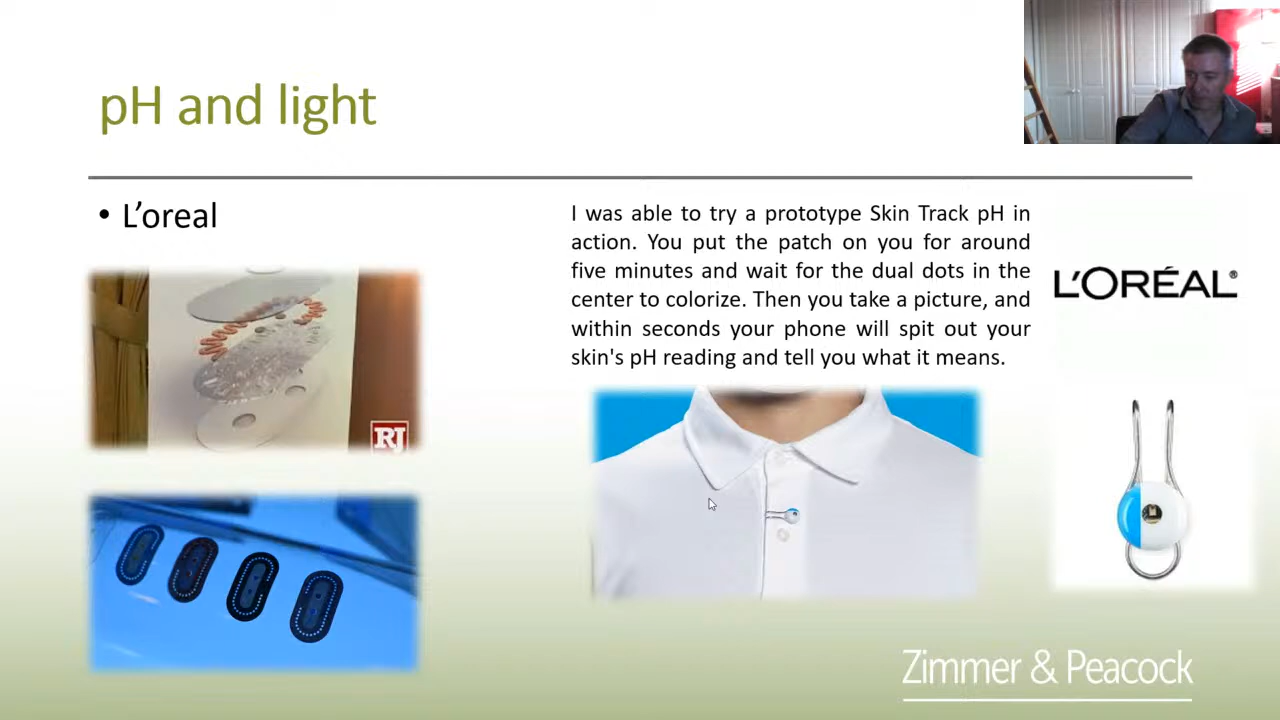 pH and light
• L’oreal
I was able to try a prototype Skin Track pH in
action. You put the patch on you for around
five minutes and wait for the dual dots in the
center to colorize. Then you take a picture, and
within seconds your phone will spit out your
skin's pH reading and tell you what it means.
L'ORÉAL®
RJ
Zimmer & Peacock